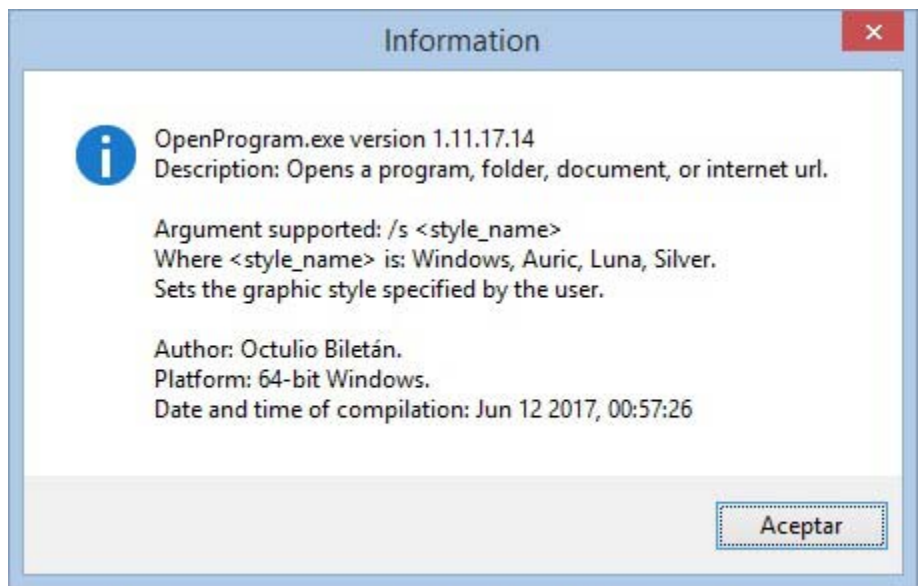 Information
OpenProgram.exe version 1.11.17.14
Description: Opens a program, folder, document, or internet url.
Argument supported: /s <style_name>
Where <style_name> is: Windows, Auric, Luna, Silver.
Sets the graphic style specified by the user.
Author: Octulio Biletán.
Platform: 64-bit Windows.
Date and time of compilation: Jun 12 2017, 00:57:26
Aceptar